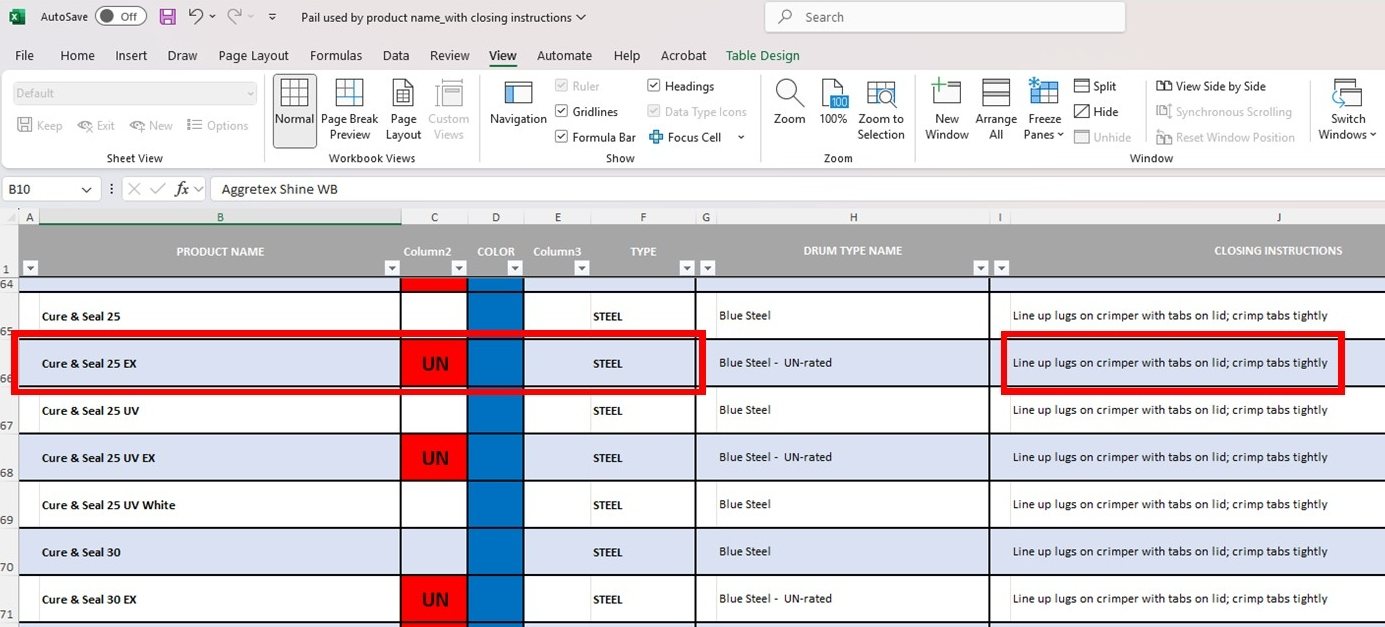 AutoSave Off Pail used by product name_with closing instructions Search
File Home Insert Draw Page Layout Formulas Data Review View Automate Help Acrobat Table Design
Default
Keep Exit New Options
Sheet View
Normal
Page Break Preview
Page Layout
Custom Views
Workbook Views
Navigation
Ruler
Gridlines
Formula Bar
Headings
Data Type Icons
Focus Cell
Show
Zoom
100
100%
Zoom to Selection
Zoom
New Window
Arrange All
Freeze Panes
Split
Hide
Unhide
View Side by Side
Synchronous Scrolling
Reset Window Position
Window
Switch Windows
B10 fx Aggretex Shine WB
A B C D E F G H I J
1 PRODUCT NAME Column2 COLOR Column3 TYPE DRUM TYPE NAME CLOSING INSTRUCTIONS
64
65 Cure & Seal 25 STEEL Blue Steel Line up lugs on crimper with tabs on lid; crimp tabs tightly
66 Cure & Seal 25 EX UN STEEL Blue Steel - UN-rated Line up lugs on crimper with tabs on lid; crimp tabs tightly
67 Cure & Seal 25 UV STEEL Blue Steel Line up lugs on crimper with tabs on lid; crimp tabs tightly
68 Cure & Seal 25 UV EX UN STEEL Blue Steel - UN-rated Line up lugs on crimper with tabs on lid; crimp tabs tightly
69 Cure & Seal 25 UV White STEEL Blue Steel Line up lugs on crimper with tabs on lid; crimp tabs tightly
70 Cure & Seal 30 STEEL Blue Steel Line up lugs on crimper with tabs on lid; crimp tabs tightly
71 Cure & Seal 30 EX UN STEEL Blue Steel - UN-rated Line up lugs on crimper with tabs on lid; crimp tabs tightly